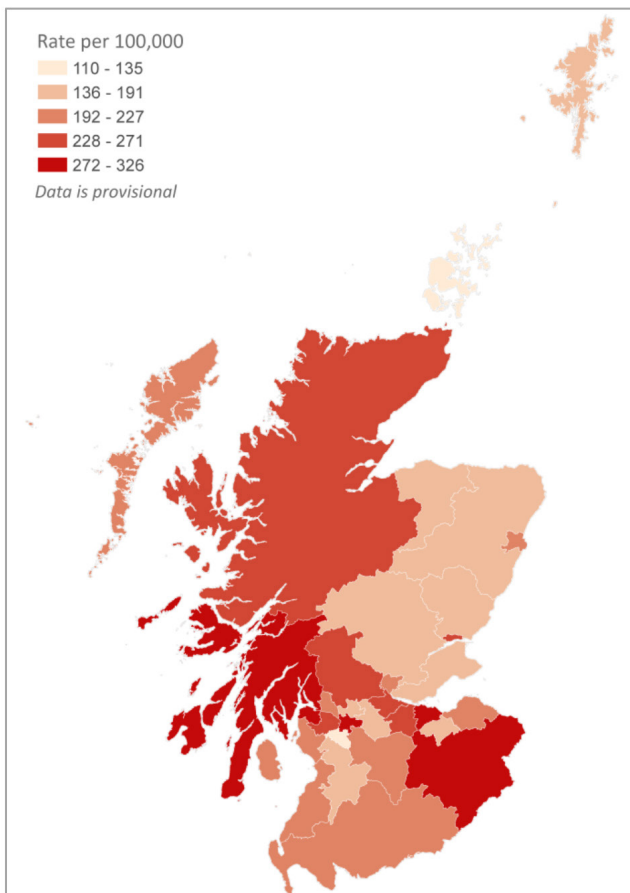 Rate per 100,000
110 - 135
136 - 191
192 - 227
228 - 271
272 - 326
Data is provisional